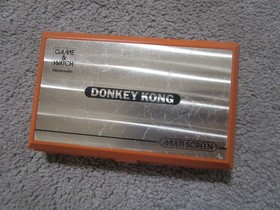 GAME
&
WATCH
Nintendo
DONKEY KONG
MULTI SCREEN